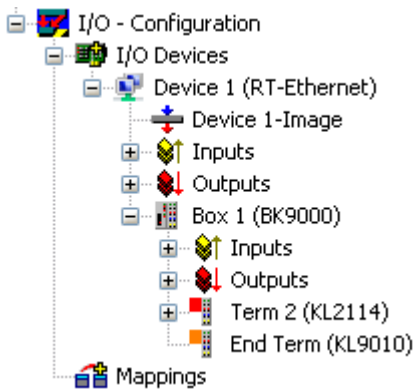 I/O - Configuration
I/O Devices
Device 1 (RT-Ethernet)
Device 1-Image
Inputs
Outputs
Box 1 (BK9000)
Inputs
Outputs
Term 2 (KL2114)
End Term (KL9010)
Mappings